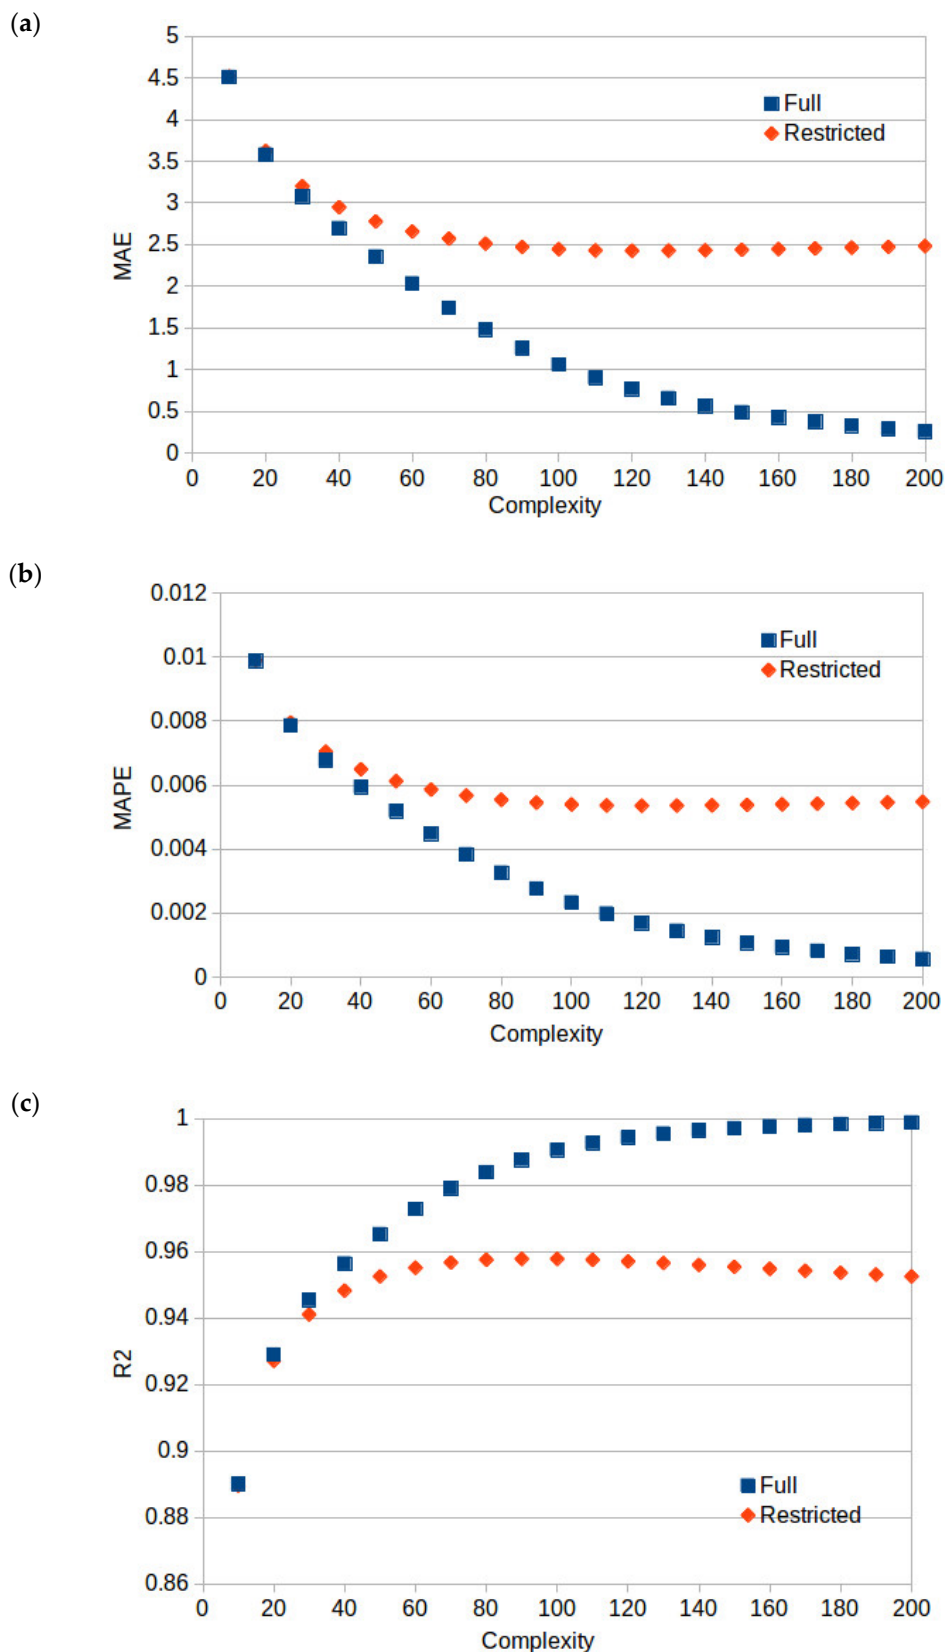 (a)
5
4.5
4
3.5
3
2.5
2
1.5
1
0.5
0
MAE
Full
Restricted
0 20 40 60 80 100 120 140 160 180 200
Complexity
(b)
0.012
0.01
0.008
0.006
0.004
0.002
0
MAPE
Full
Restricted
0 20 40 60 80 100 120 140 160 180 200
Complexity
(c)
1
0.98
0.96
0.94
0.92
0.9
0.88
0.86
R2
Full
Restricted
0 20 40 60 80 100 120 140 160 180 200
Complexity